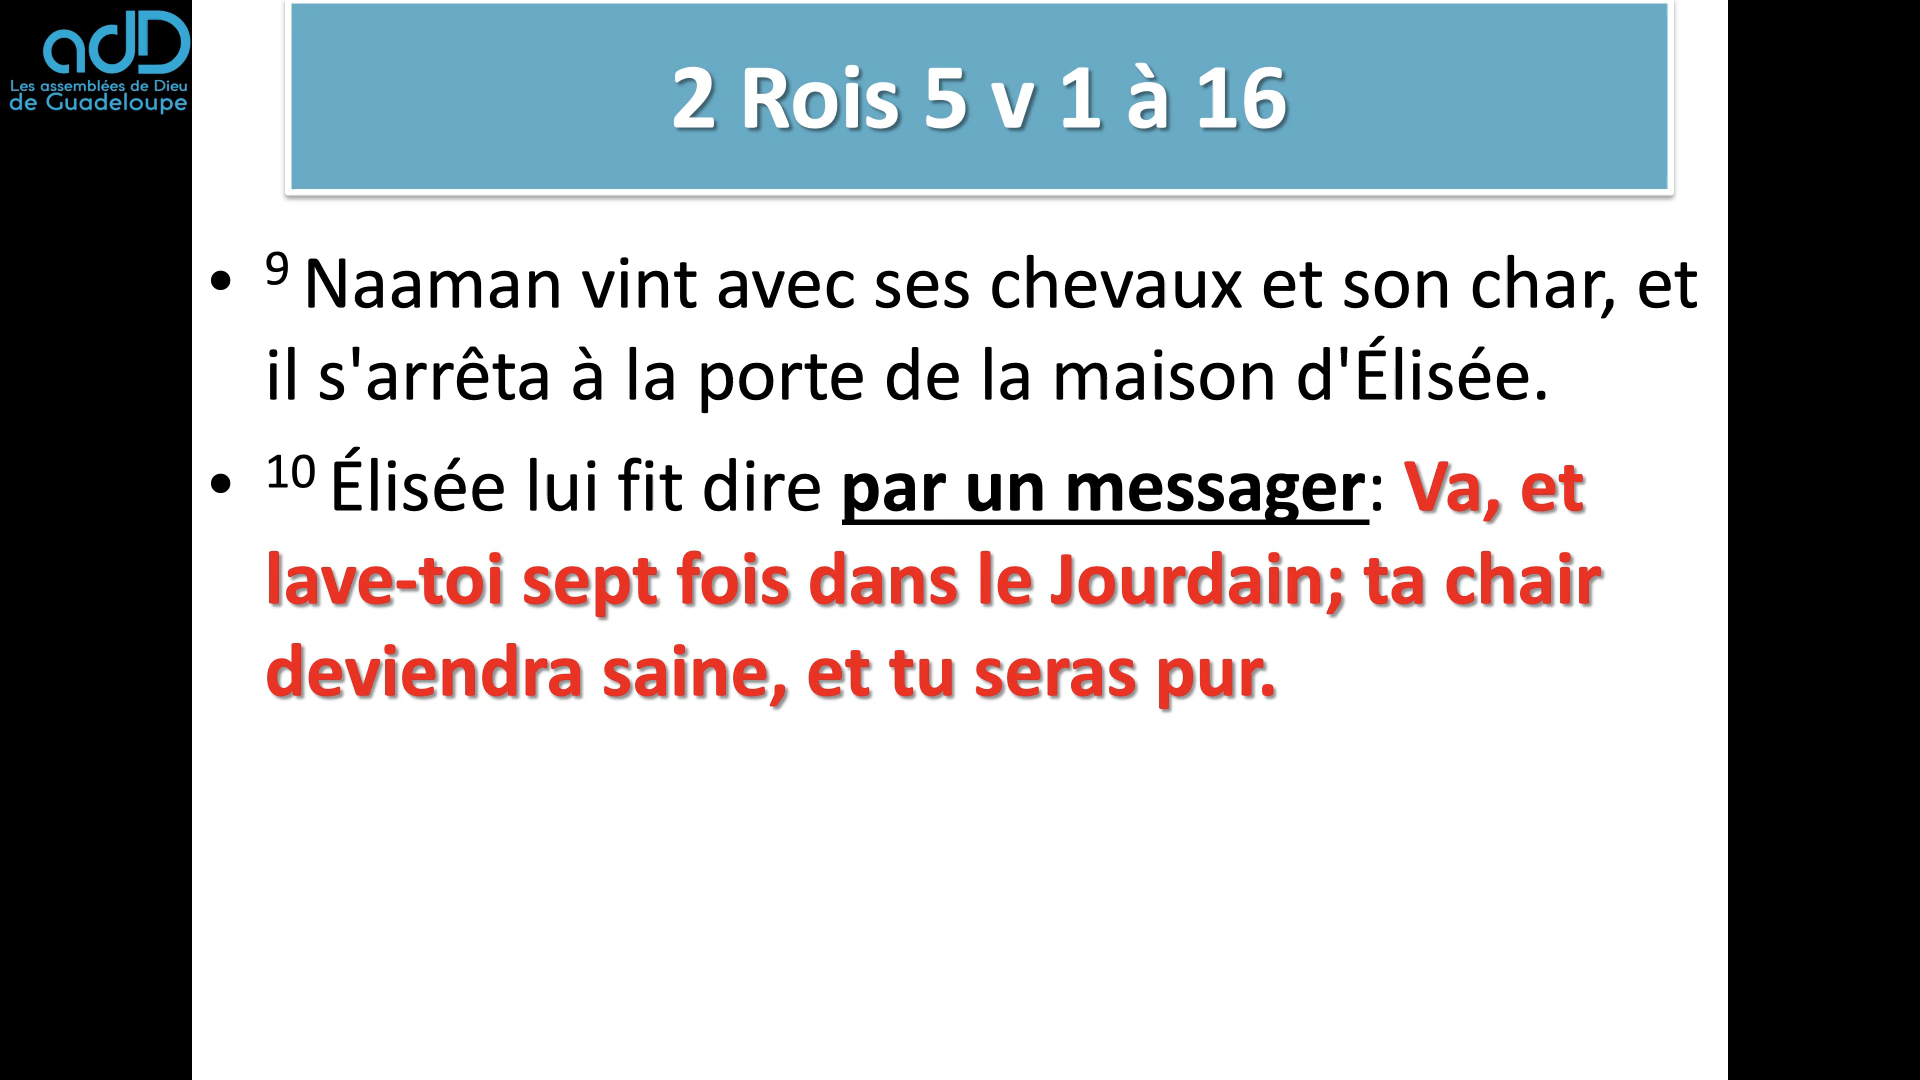 adD
Les assemblées de Dieu
de Guadeloupe
2 Rois 5 v 1 à 16
• 9 Naaman vint avec ses chevaux et son char, et
il s'arrêta à la porte de la maison d'Élisée.
• 10 Élisée lui fit dire par un messager: Va, et
lave-toi sept fois dans le Jourdain; ta chair
deviendra saine, et tu seras pur.